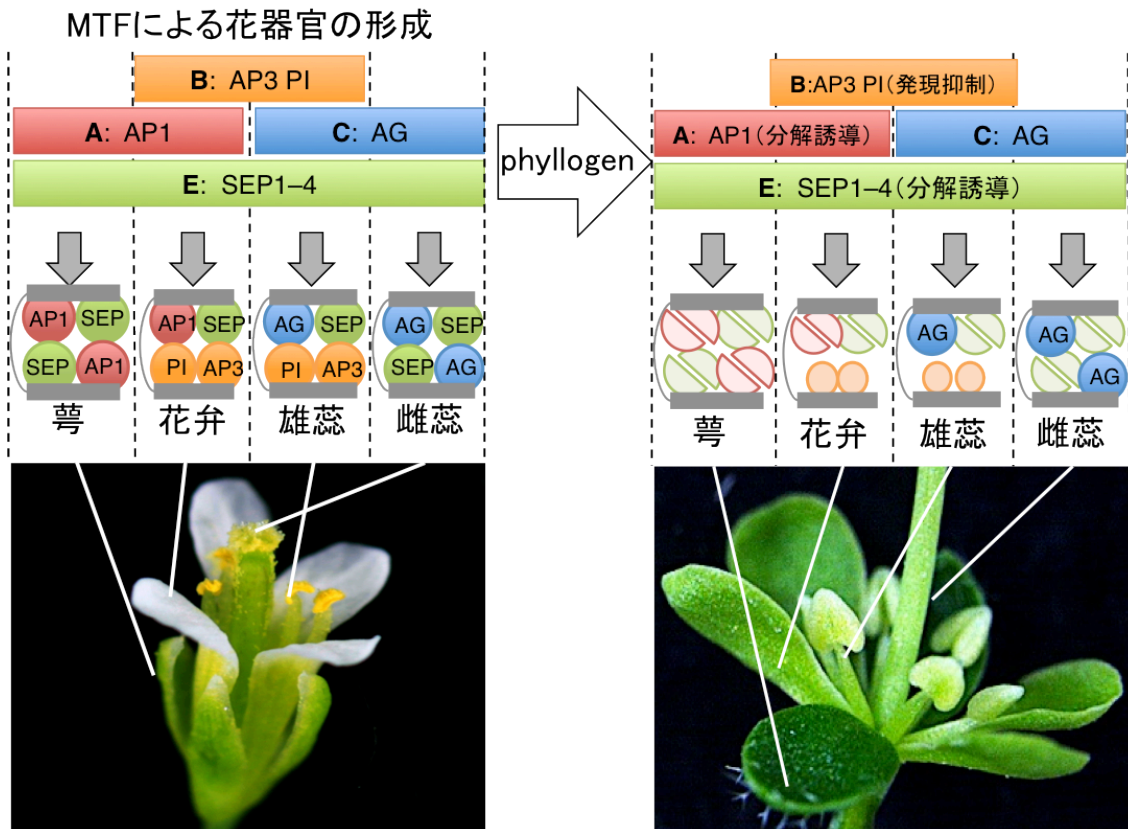 MTFによる花器官の形成
B: AP3 PI
A: AP1
C: AG
E: SEP1–4
AP1 SEP
SEP AP1
AP1 SEP
PI AP3
AG SEP
PI AP3
AG SEP
SEP AG
萼
花弁
雄蕊
雌蕊
phyllogen
B:AP3 PI(発現抑制)
A: AP1(分解誘導)
C: AG
E: SEP1–4(分解誘導)
AG
AG
AG
萼
花弁
雄蕊
雌蕊